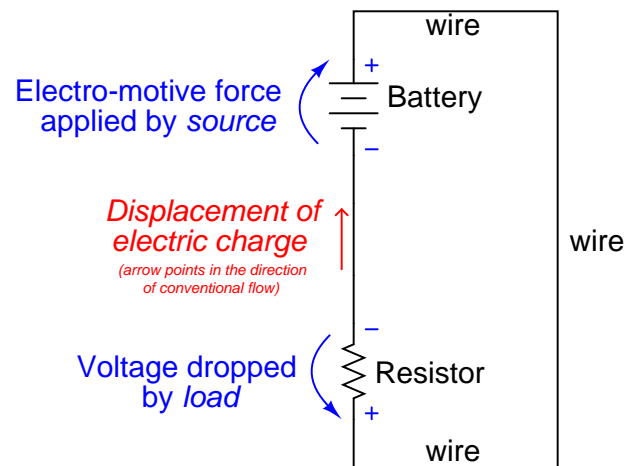 wire
+
Electro-motive force
applied by source
Battery
−
Displacement of
electric charge
(arrow points in the direction
of conventional flow)
wire
−
Voltage dropped
by load
Resistor
+
wire